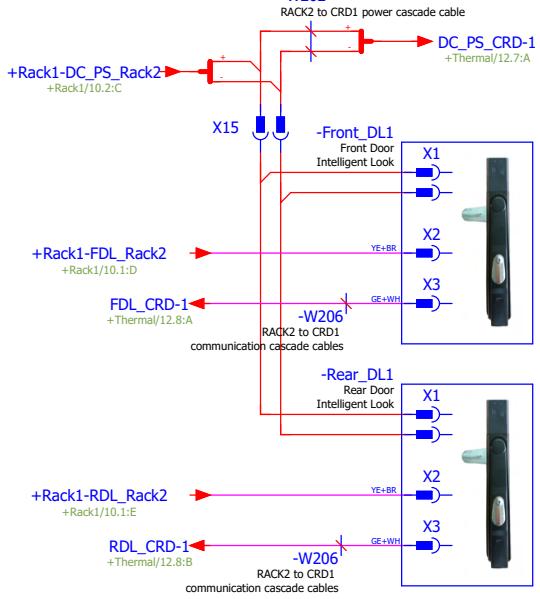 RACK2 to CRD1 power cascade cable
+
-
DC_PS_CRD-1
+Thermal/12.7:A
+Rack1-DC_PS_Rack2
+Rack1/10.2:C
+
-
X15
-Front_DL1
Front Door
Intelligent Look
X1
+Rack1-FDL_Rack2
+Rack1/10.1:D
YE+BR
X2
FDL_CRD-1
+Thermal/12.8:A
GE+WH
X3
-W206
RACK2 to CRD1
communication cascade cables
-Rear_DL1
Rear Door
Intelligent Look
X1
+Rack1-RDL_Rack2
+Rack1/10.1:E
YE+BR
X2
RDL_CRD-1
+Thermal/12.8:B
GE+WH
X3
-W206
RACK2 to CRD1
communication cascade cables